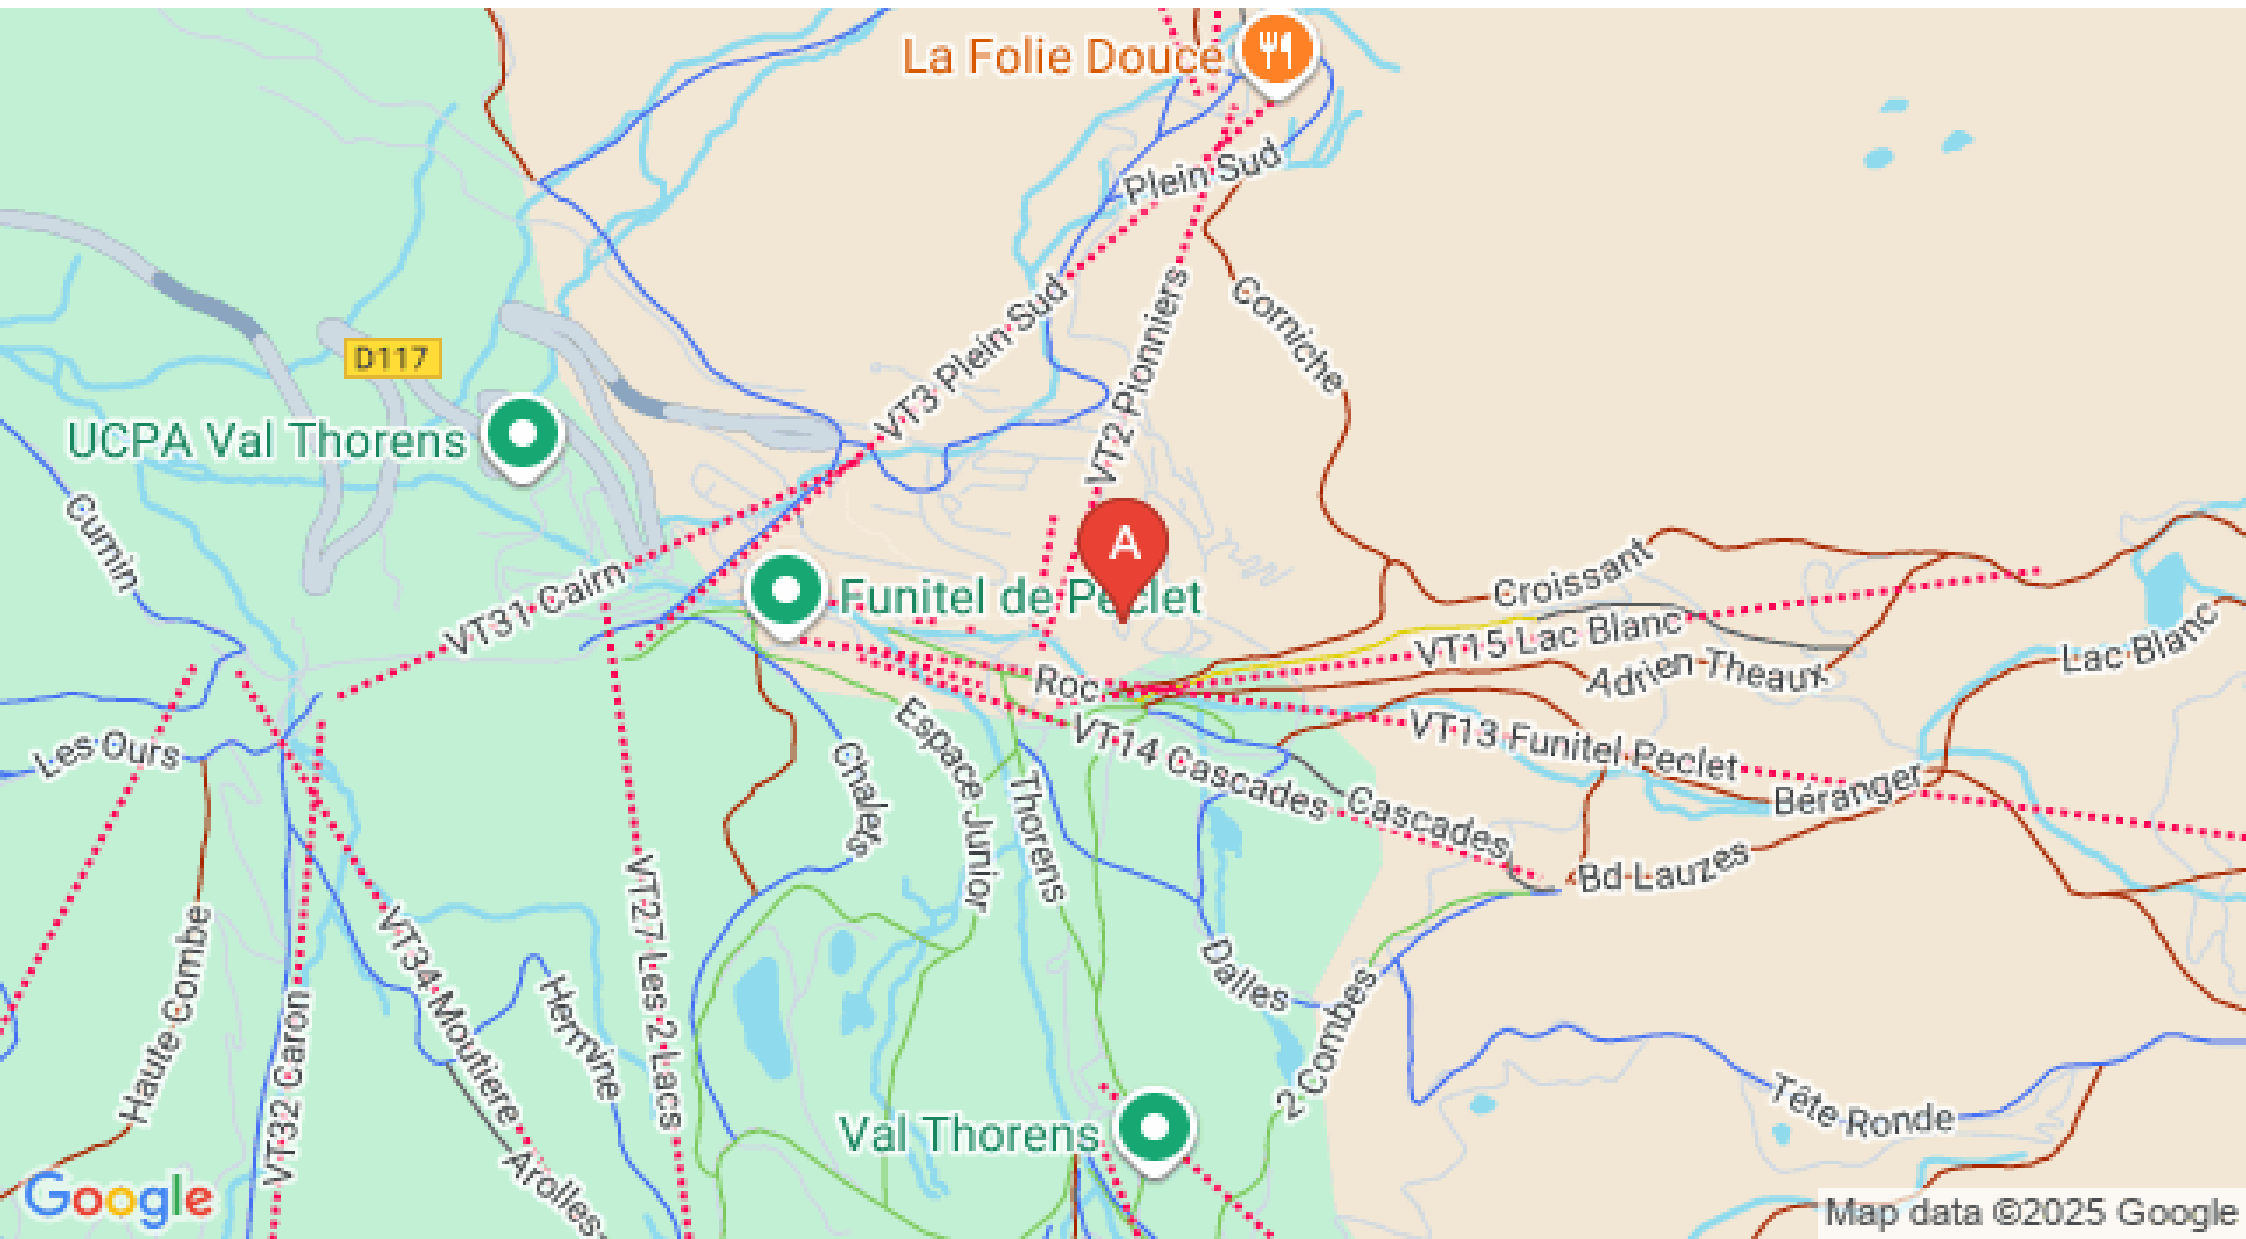 La Folie Douce
Plein Sud
VT3 Plein Sud
VT2 Pionniers
Corniche
D117
UCPA Val Thorens
Cumin
A
VT31 Cairn
Funitel de Peclet
Croissant
VT15 Lac Blanc
Adrien Theaux
Lac Blanc
Roc
VT13 Funitel Peclet
VT14 Cascades
Cascades
Béranger
Bd Lauzes
Les Ours
Chalets
Espace Junior
Thorens
Dalles
2 Combes
Haute Combe
VT32 Caron
VT34 Moutiere
Hermine
VT27 Les 2 Lacs
Arolles
Val Thorens
Tête Ronde
Google
Map data ©2025 Google